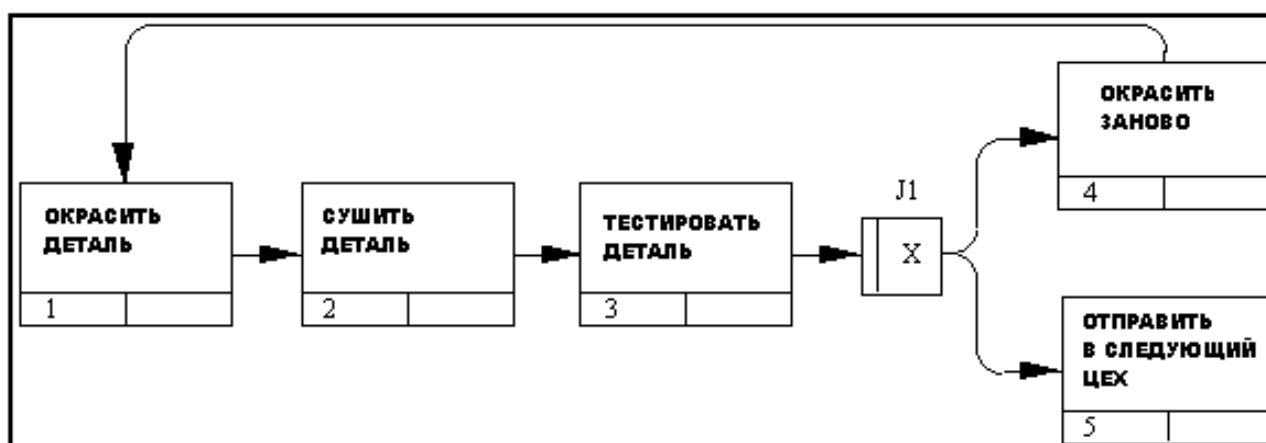 ОКРАСИТЬ
ЗАНОВО
4
J1
X
ОКРАСИТЬ
ДЕТАЛЬ
1
СУШИТЬ
ДЕТАЛЬ
2
ТЕСТИРОВАТЬ
ДЕТАЛЬ
3
ОТПРАВИТЬ
В СЛЕДУЮЩИЙ
ЦЕХ
5